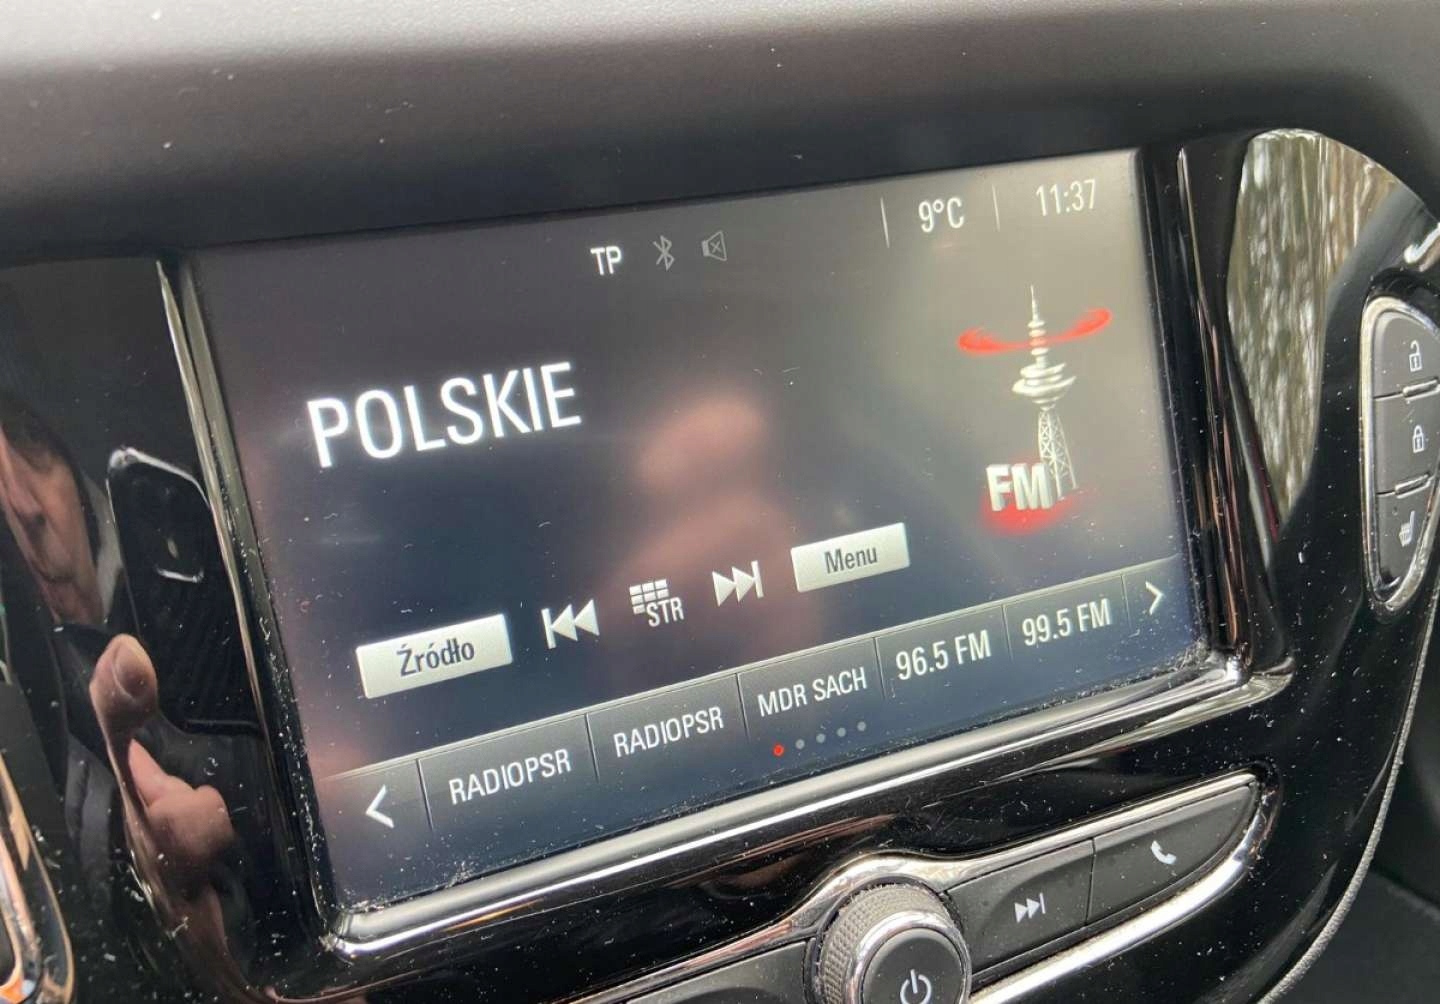 TP
9°C
11:37
POLSKIE
FM
Źródło
STR
Menu
RADIOPSR
RADIOPSR
MDR SACH
96.5 FM
99.5 FM